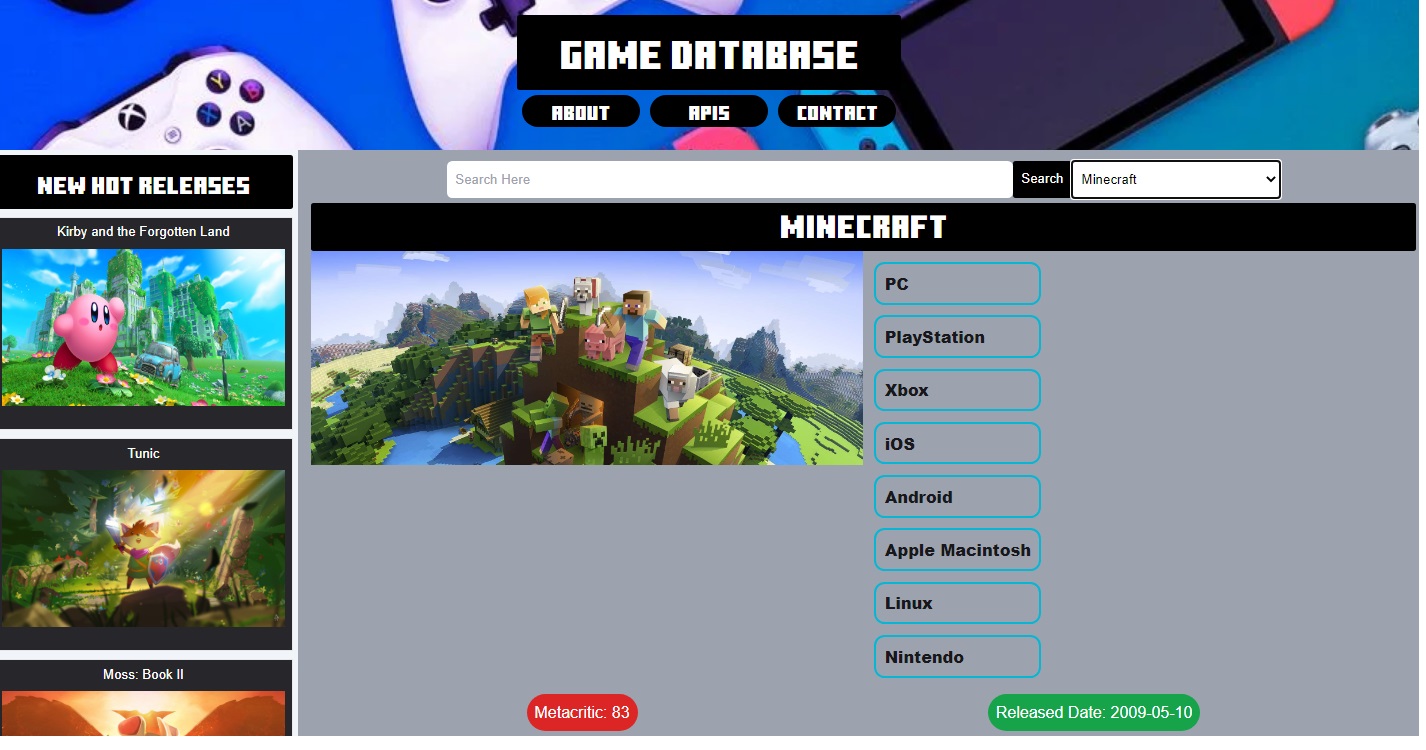 GAME DATABASE
ABOUT
APIS
CONTACT
NEW HOT RELEASES
Kirby and the Forgotten Land
Tunic
Moss: Book II
Search Here
Search
Minecraft
MINECRAFT
PC
PlayStation
Xbox
iOS
Android
Apple Macintosh
Linux
Nintendo
Metacritic: 83
Released Date: 2009-05-10
Y
B
X
A